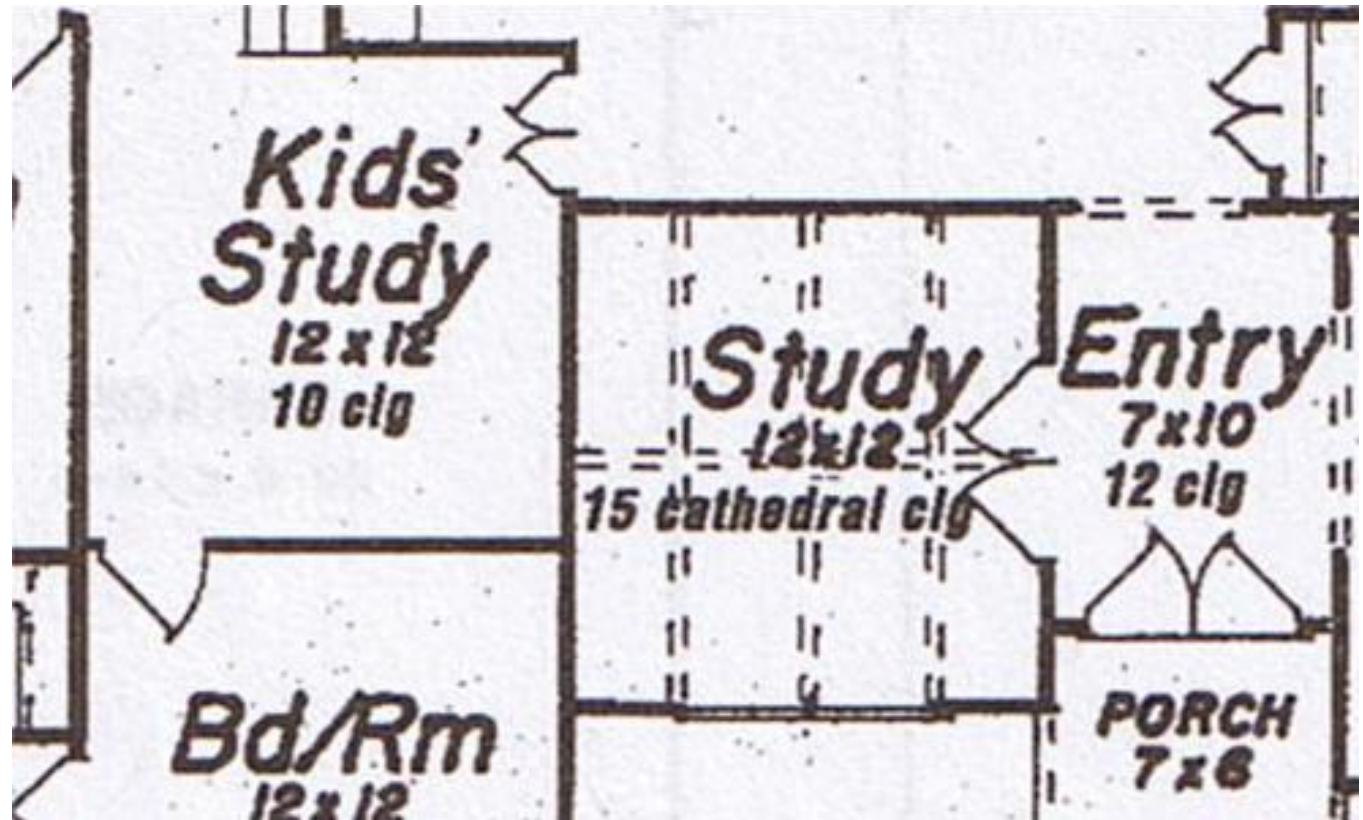 Kids'
Study
12 x 12
10 clg
Study
12x12
15 cathedral clg
Entry
7x10
12 clg
Bd/Rm
12x12
PORCH
7x6